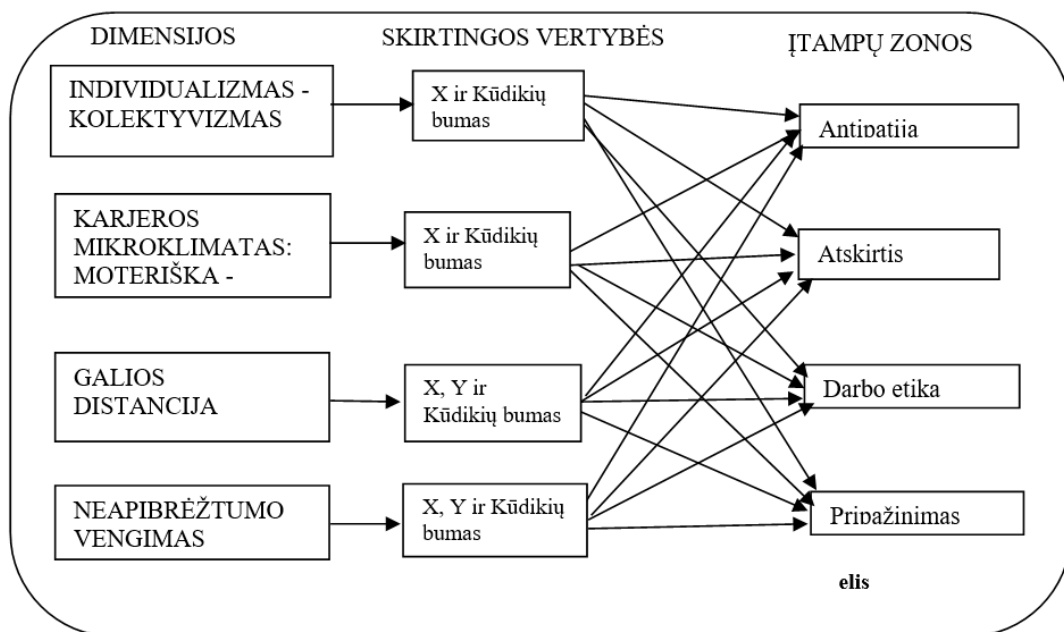 DIMENSIJOS
SKIRTINGOS VERTYBĖS
ĮTAMPŲ ZONOS
INDIVIDUALIZMAS -
KOLEKTYVIZMAS
X ir Kūdikių
bumas
Antipatija
KARJEROS
MIKROKLIMATAS:
MOTERIŠKA -
X ir Kūdikių
bumas
Atskirtis
GALIOS
DISTANCIJA
X, Y ir
Kūdikių bumas
Darbo etika
NEAPIBRĖŽTUMO
VENGIMAS
X, Y ir Kūdikių
bumas
Pripažinimas
elis